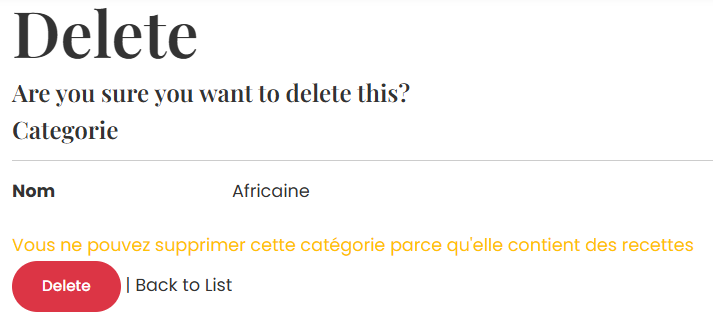 Delete
Are you sure you want to delete this?
Categorie
Nom Africaine
Vous ne pouvez supprimer cette catégorie parce qu'elle contient des recettes
Delete | Back to List